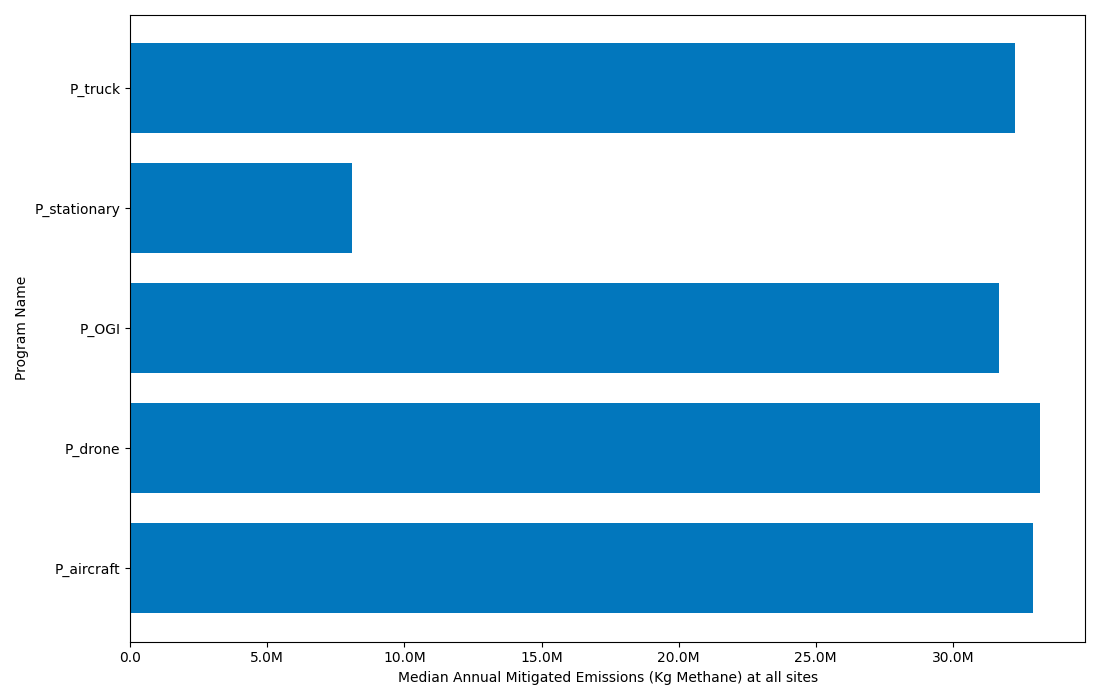 P_truck
P_stationary
P_OGI
P_drone
P_aircraft
Program Name
0.0 5.0M 10.0M 15.0M 20.0M 25.0M 30.0M
Median Annual Mitigated Emissions (Kg Methane) at all sites